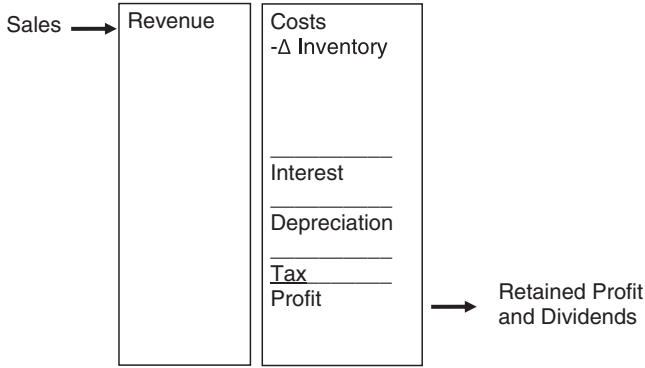 Sales
Revenue
Costs
-Δ Inventory
Interest
Depreciation
Tax
Profit
Retained Profit
and Dividends